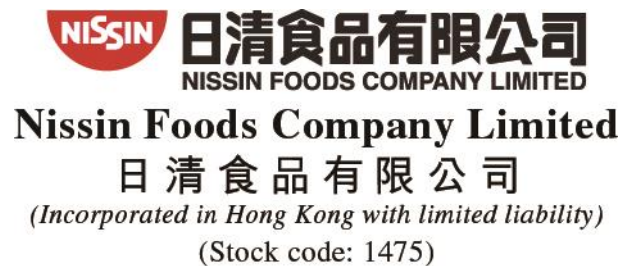 NISSIN 日清食品有限公司
NISSIN FOODS COMPANY LIMITED
Nissin Foods Company Limited
日清食品有限公司
(Incorporated in Hong Kong with limited liability)
(Stock code: 1475)